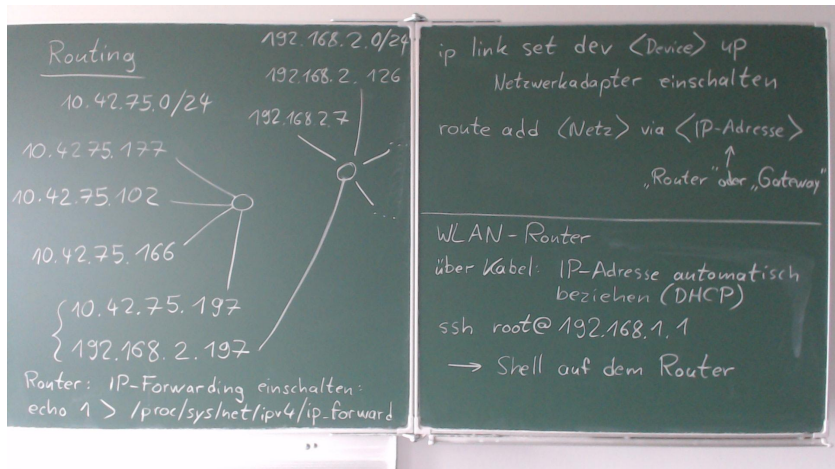 Routing
10.42.75.0/24
10.42.75.177
10.42.75.102
10.42.75.166
10.42.75.197
192.168.2.197
192.168.2.0/24
192.168.2.126
192.168 2.7
...
...
Router: IP-Forwarding einschalten:
echo 1 > /proc/sys/net/ipv4/ip_forward
ip link set dev <Device> up
Netzwerkadapter einschalten
route add <Netz> via <IP-Adresse>
„Router" oder „Gateway"
WLAN-Router
über Kabel: IP-Adresse automatisch
beziehen (DHCP)
ssh root@192.168.1.1
→ Shell auf dem Router